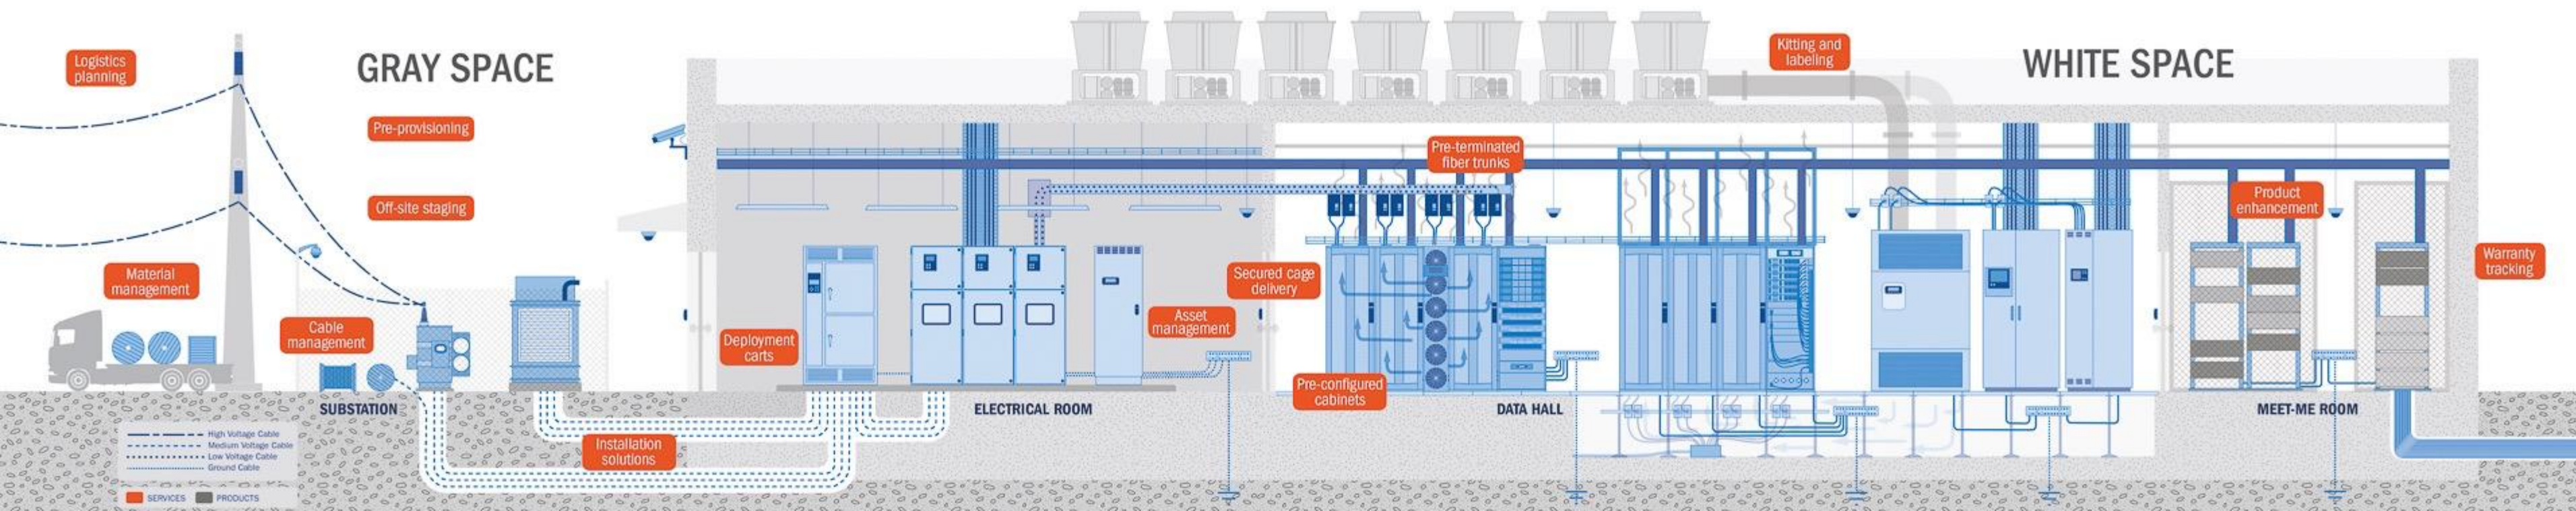 Logistics
planning
GRAY SPACE
Pre-provisioning
Off-site staging
Material
management
Cable
management
SUBSTATION
High Voltage Cable
Medium Voltage Cable
Low Voltage Cable
Ground Cable
SERVICES
PRODUCTS
Installation
solutions
Deployment
carts
ELECTRICAL ROOM
Asset
management
Secured cage
delivery
Pre-configured
cabinets
Pre-terminated
fiber trunks
DATA HALL
Kitting and
labeling
WHITE SPACE
Product
enhancement
MEET-ME ROOM
Warranty
tracking